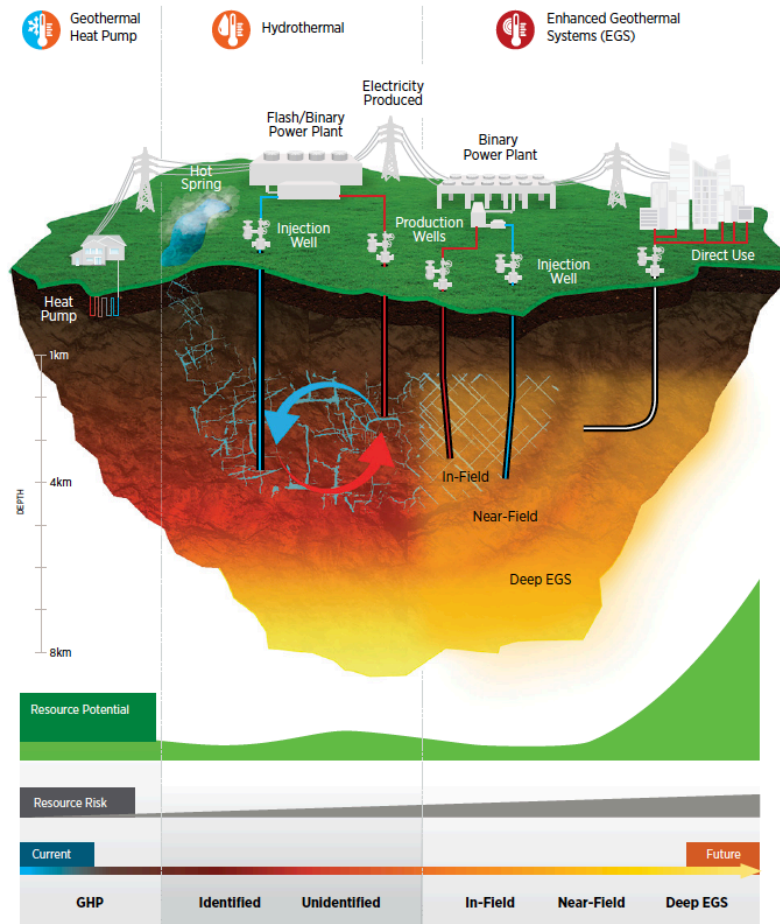 Geothermal
Heat Pump
Hydrothermal
Enhanced Geothermal
Systems (EGS)
Electricity
Produced
Flash/Binary
Power Plant
Binary
Power Plant
Hot
Spring
Injection
Well
Production
Wells
Injection
Well
Direct Use
Heat
Pump
1km
4km
DEPTH
8km
In-Field
Near-Field
Deep EGS
Resource Potential
Resource Risk
Current
Future
GHP
Identified
Unidentified
In-Field
Near-Field
Deep EGS